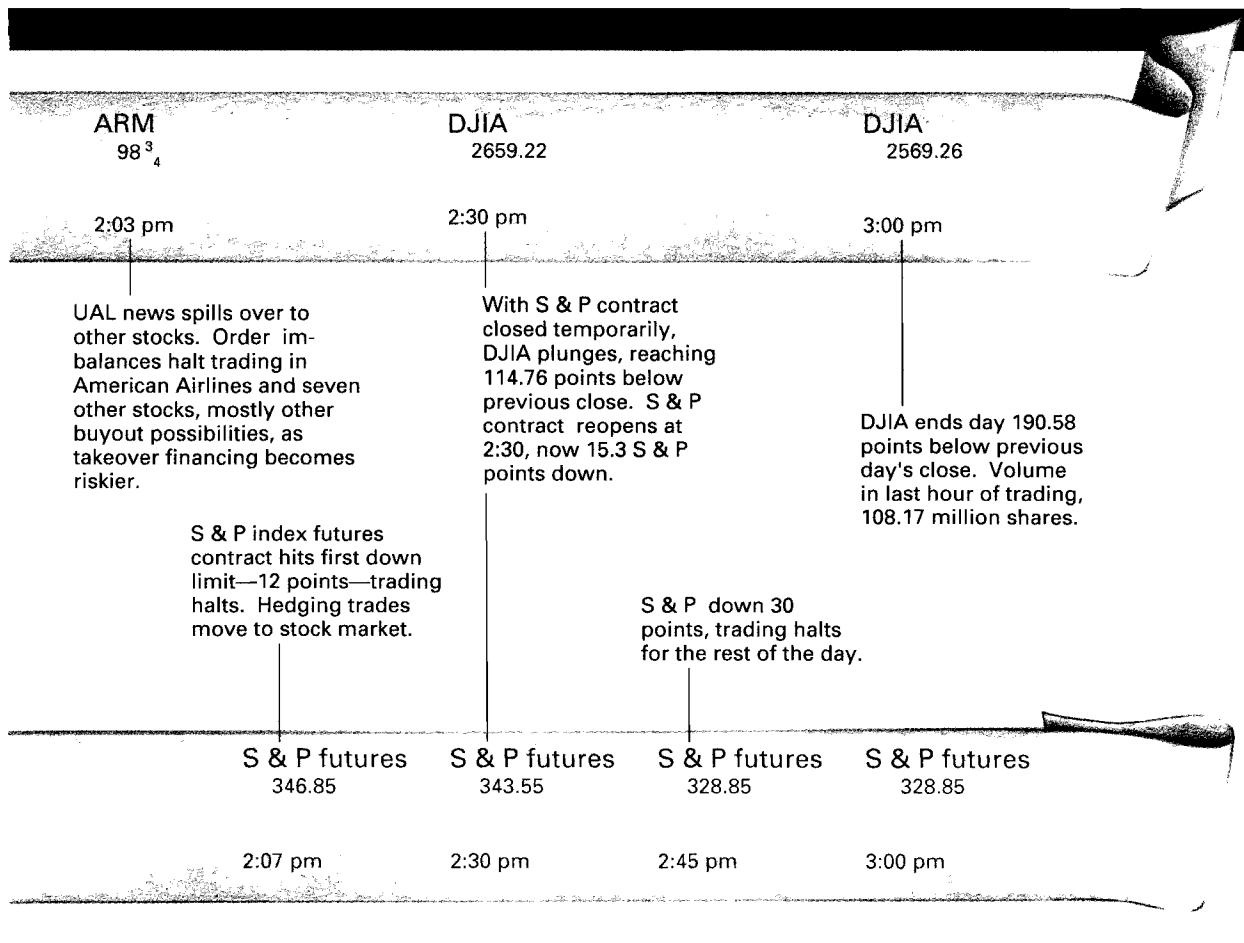 ARM
98 3/4
DJIA
2659.22
DJIA
2569.26
2:03 pm
2:30 pm
3:00 pm
UAL news spills over to
other stocks. Order im-
balances halt trading in
American Airlines and seven
other stocks, mostly other
buyout possibilities, as
takeover financing becomes
riskier.
With S & P contract
closed temporarily,
DJIA plunges, reaching
114.76 points below
previous close. S & P
contract reopens at
2:30, now 15.3 S & P
points down.
DJIA ends day 190.58
points below previous
day's close. Volume
in last hour of trading,
108.17 million shares.
S & P index futures
contract hits first down
limit—12 points—trading
halts. Hedging trades
move to stock market.
S & P down 30
points, trading halts
for the rest of the day.
S & P futures
346.85
S & P futures
343.55
S & P futures
328.85
S & P futures
328.85
2:07 pm
2:30 pm
2:45 pm
3:00 pm